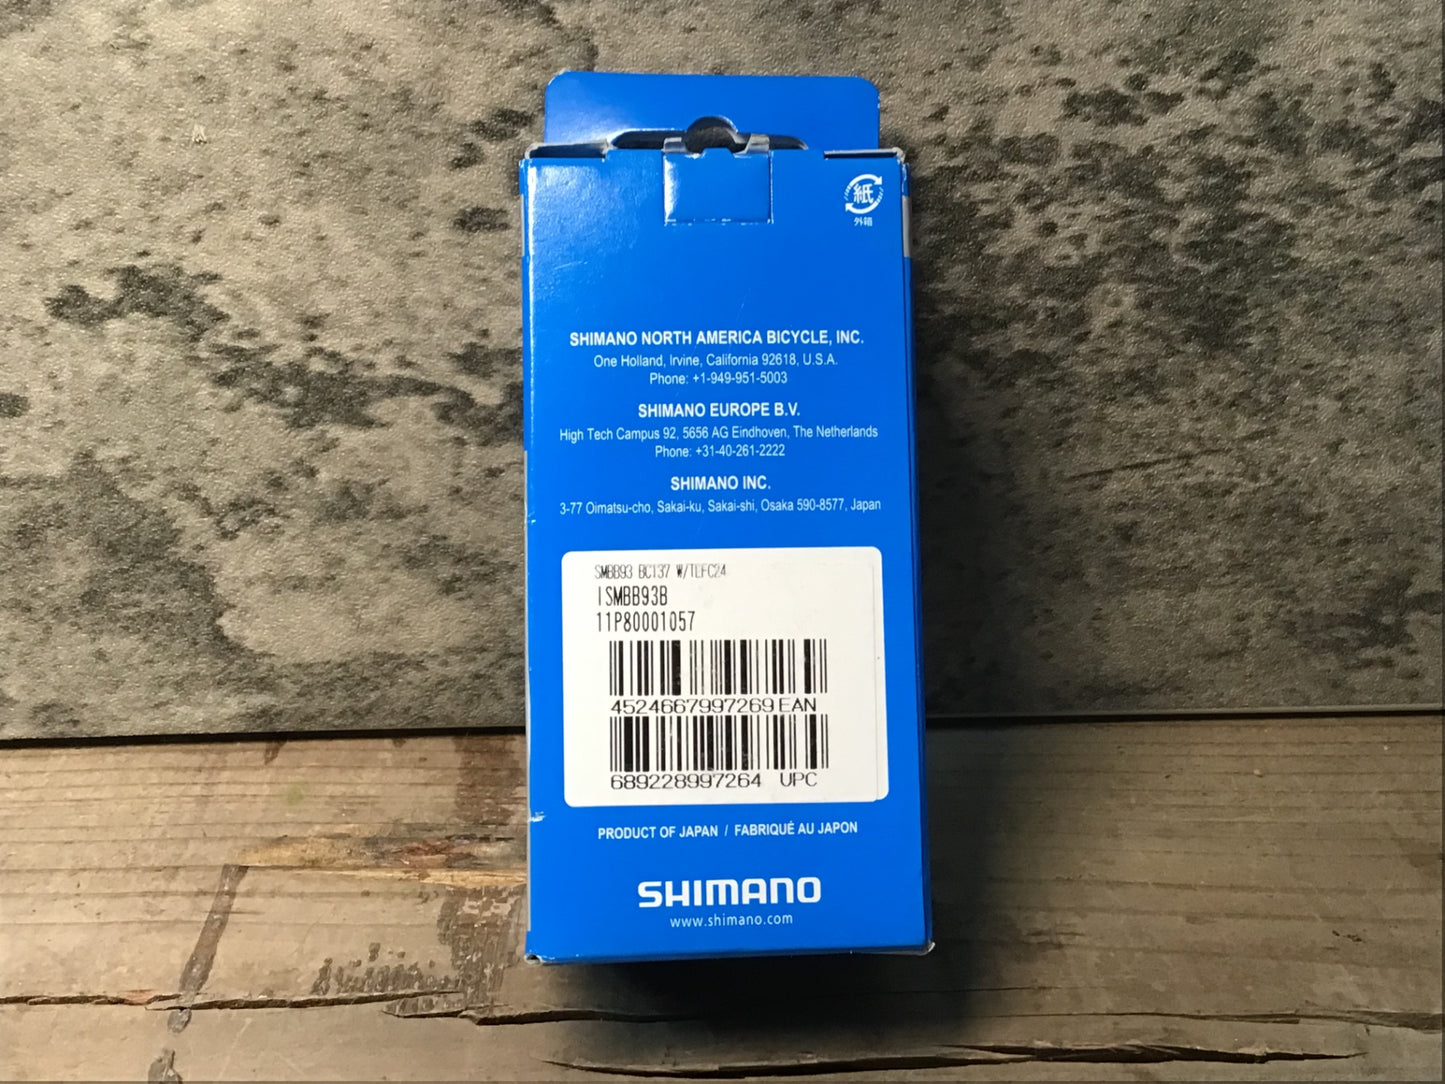 紙
外箱
SHIMANO NORTH AMERICA BICYCLE, INC.
One Holland, Irvine, California 92618, U.S.A.
Phone: +1-949-951-5003
SHIMANO EUROPE B.V.
High Tech Campus 92, 5656 AG Eindhoven, The Netherlands
Phone: +31-40-261-2222
SHIMANO INC.
3-77 Oimatsu-cho, Sakai-ku, Sakai-shi, Osaka 590-8577, Japan
SMBB93 BC137 W/TLFC24
ISMBB93B
11P80001057
4524667997269 EAN
689228997264 UPC
PRODUCT OF JAPAN / FABRIQUÉ AU JAPON
SHIMANO
www.shimano.com